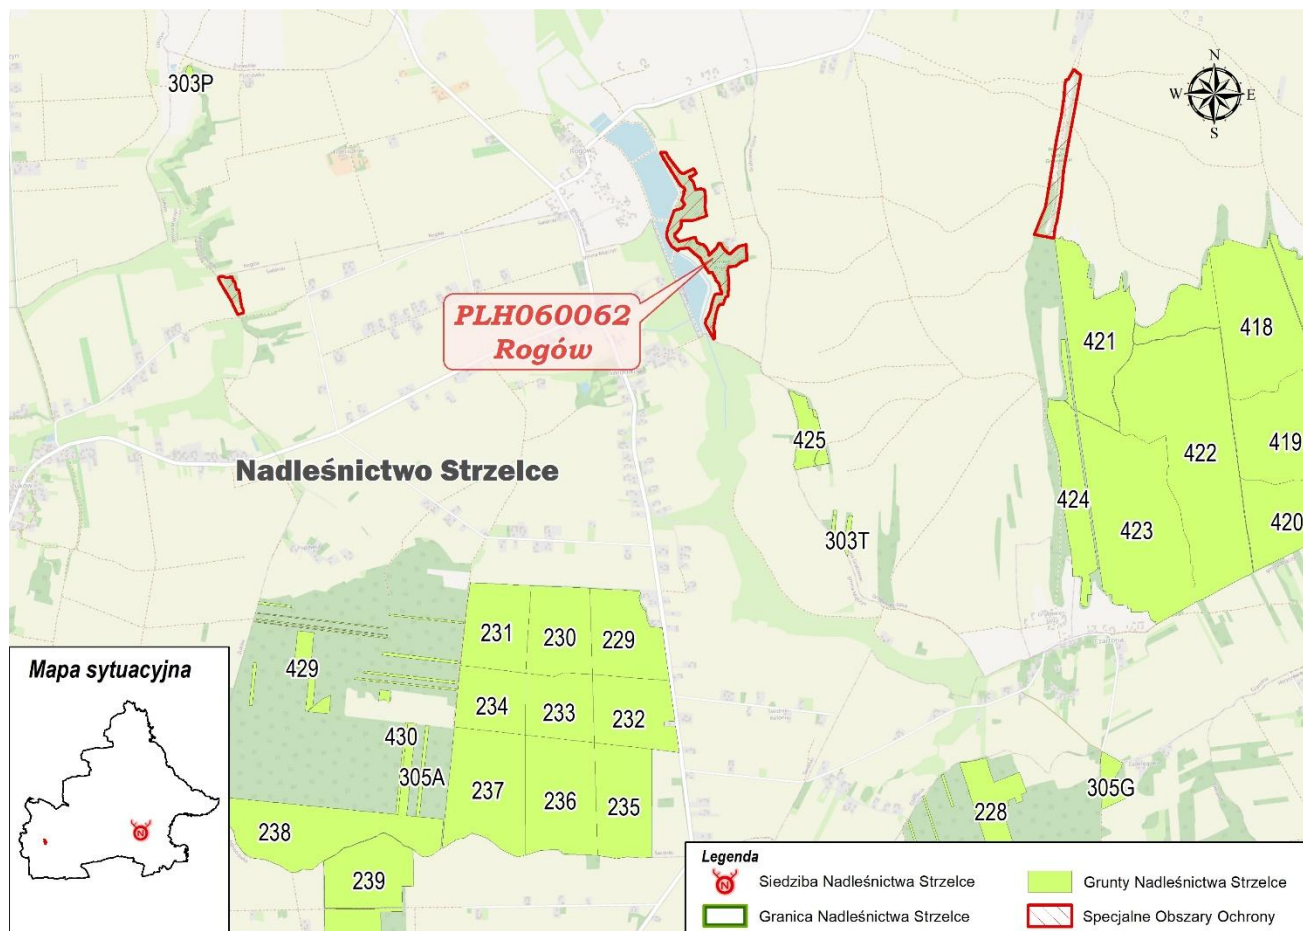 303P
N
W
E
S
Rogów
PLH060062
Rogów
421
418
425
422
419
Nadleśnictwo Strzelce
424
423
420
303T
231
230
229
429
234
233
232
430
305A
237
236
235
305G
228
238
239
Mapa sytuacyjna
N
Legenda
N
Siedziba Nadleśnictwa Strzelce
Grunty Nadleśnictwa Strzelce
Granica Nadleśnictwa Strzelce
Specjalne Obszary Ochrony